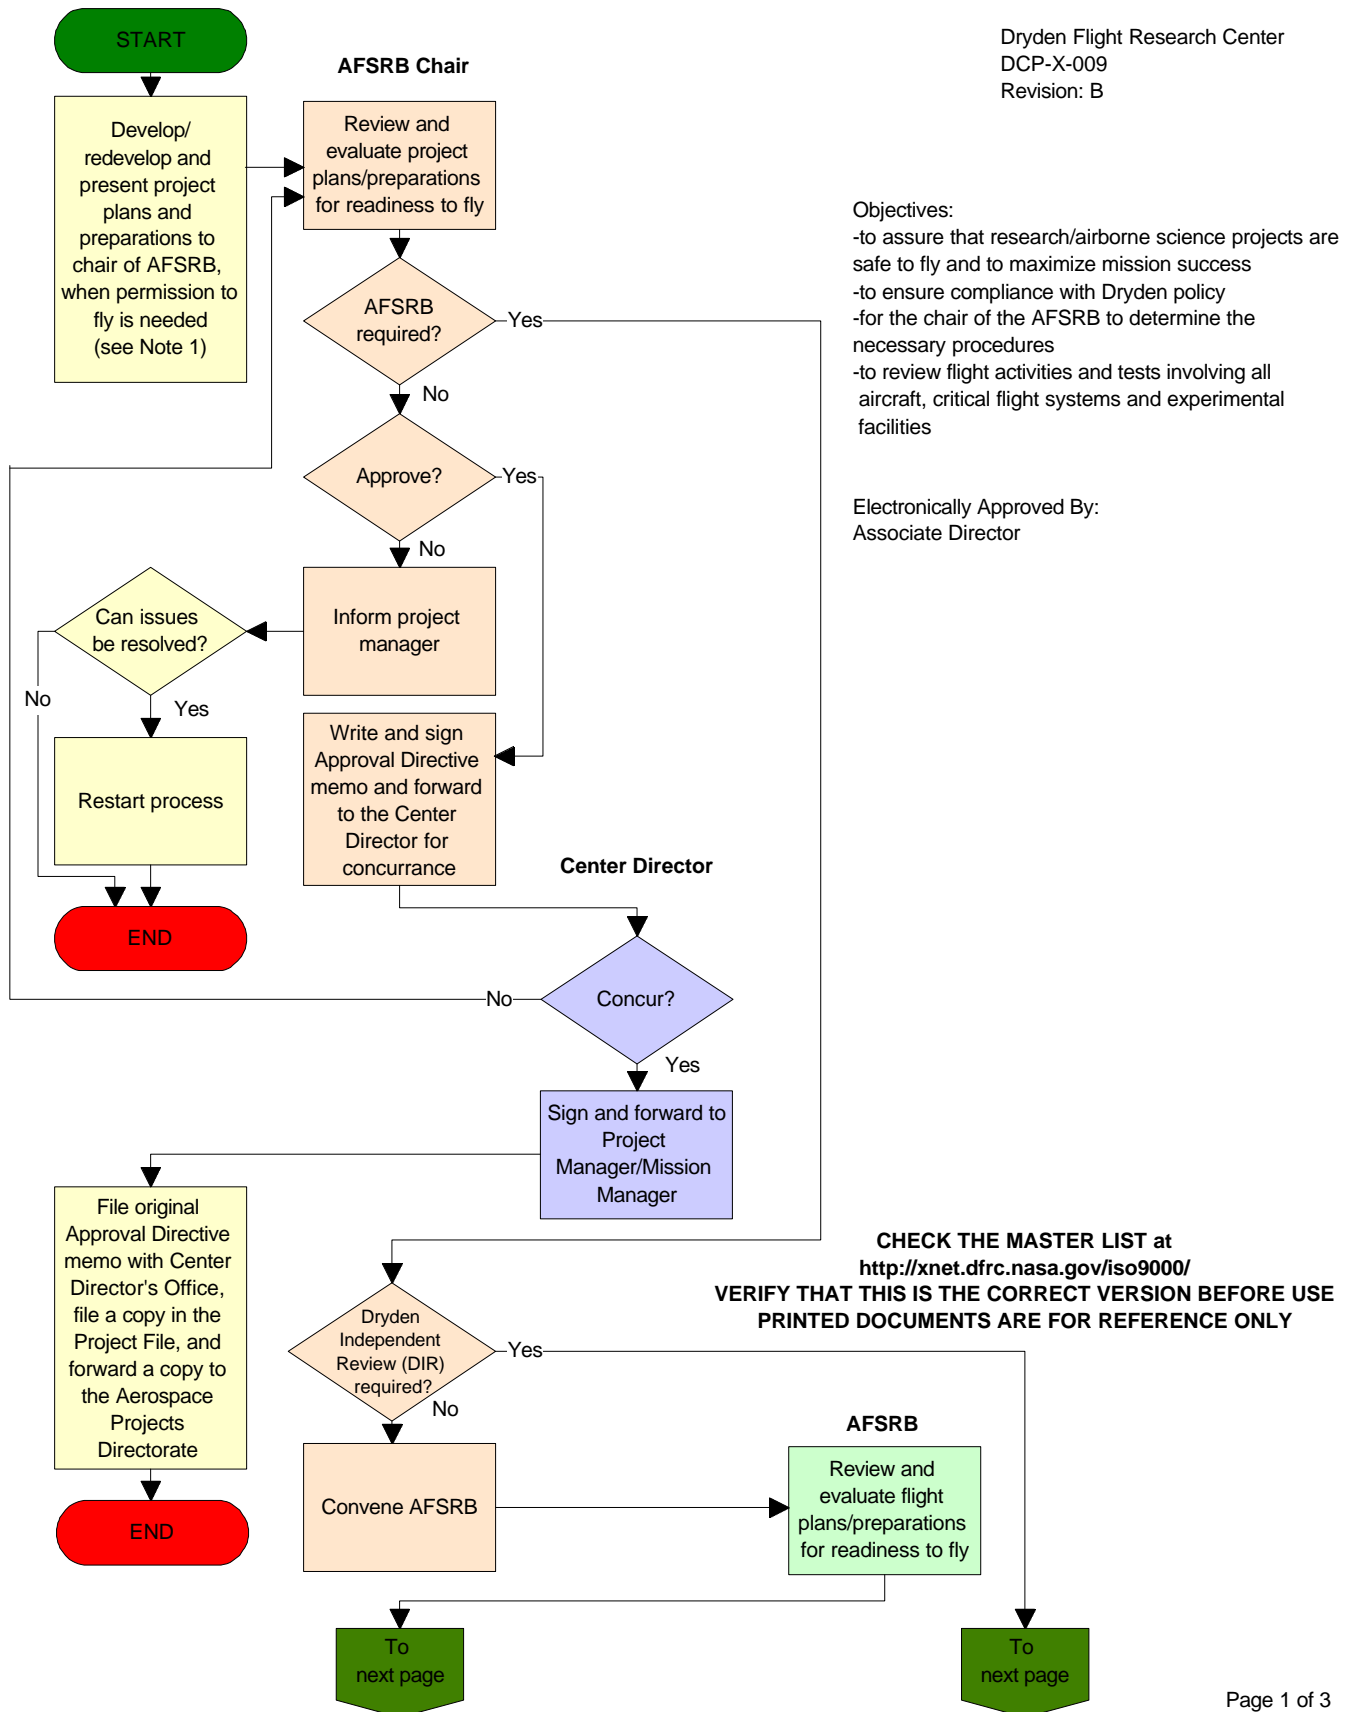 START
Dryden Flight Research Center
DCP-X-009
Revision: B
AFSRB Chair
Develop/
redevelop and
present project
plans and
preparations to
chair of AFSRB,
when permission to
fly is needed
(see Note 1)
Review and
evaluate project
plans/preparations
for readiness to fly
Objectives:
-to assure that research/airborne science projects are
safe to fly and to maximize mission success
-to ensure compliance with Dryden policy
-for the chair of the AFSRB to determine the
necessary procedures
-to review flight activities and tests involving all
aircraft, critical flight systems and experimental
facilities
AFSRB
required?
Yes
No
Approve?
Yes
No
Electronically Approved By:
Associate Director
Can issues
be resolved?
Inform project
manager
No
Yes
Restart process
Write and sign
Approval Directive
memo and forward
to the Center
Director for
concurrance
END
Center Director
Concur?
No
Yes
Sign and forward to
Project
Manager/Mission
Manager
File original
Approval Directive
memo with Center
Director's Office,
file a copy in the
Project File, and
forward a copy to
the Aerospace
Projects
Directorate
END
CHECK THE MASTER LIST at
http://xnet.dfrc.nasa.gov/iso9000/
VERIFY THAT THIS IS THE CORRECT VERSION BEFORE USE
PRINTED DOCUMENTS ARE FOR REFERENCE ONLY
Dryden
Independent
Review (DIR)
required?
Yes
No
Convene AFSRB
AFSRB
Review and
evaluate flight
plans/preparations
for readiness to fly
To
next page
To
next page
Page 1 of 3